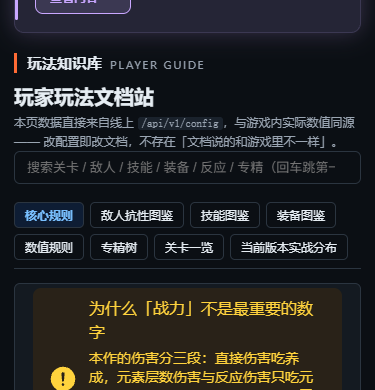 玩法知识库 PLAYER GUIDE
玩家玩法文档站
本页数据直接来自线上 /api/v1/config，与游戏内实际数值同源
—— 改配置即改文档，不存在「文档说的和游戏里不一样」。
搜索关卡 / 敌人 / 技能 / 装备 / 反应 / 专精（回车跳第一
核心规则 敌人抗性图鉴 技能图鉴 装备图鉴
数值规则 专精树 关卡一览 当前版本实战分布
为什么「战力」不是最重要的数
字
本作的伤害分三段：直接伤害吃养
成，元素层数伤害与反应伤害只吃元